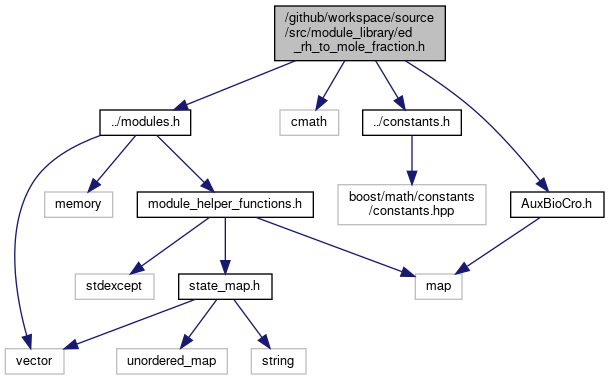 /github/workspace/source
/src/module_library/ed
_rh_to_mole_fraction.h
../modules.h
cmath
../constants.h
memory
module_helper_functions.h
boost/math/constants
/constants.hpp
AuxBioCro.h
stdexcept
state_map.h
map
vector
unordered_map
string